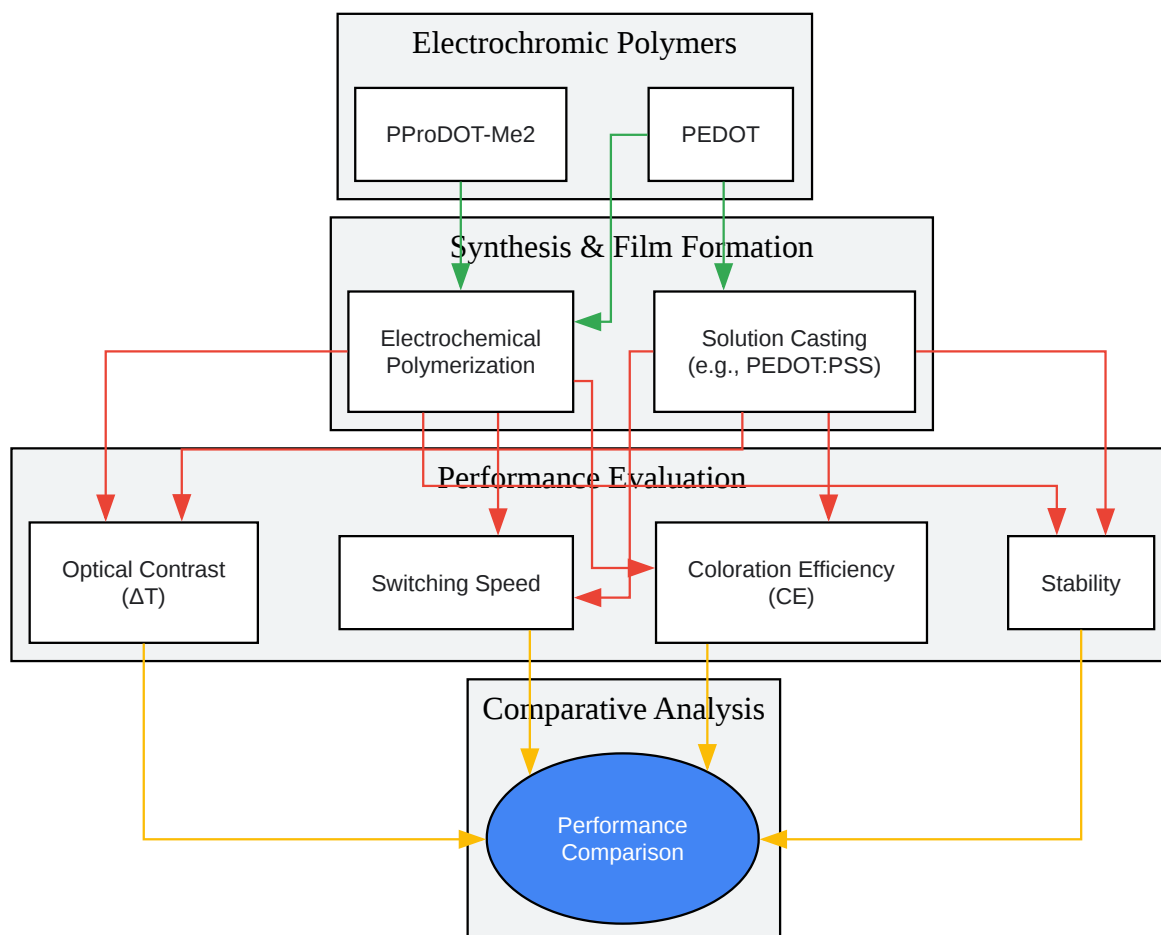 Electrochromic Polymers
PProDOT-Me2
PEDOT
Synthesis & Film Formation
Electrochemical
Polymerization
Solution Casting
(e.g., PEDOT:PSS)
Performance Evaluation
Optical Contrast
(ΔT)
Switching Speed
Coloration Efficiency
(CE)
Stability
Comparative Analysis
Performance
Comparison